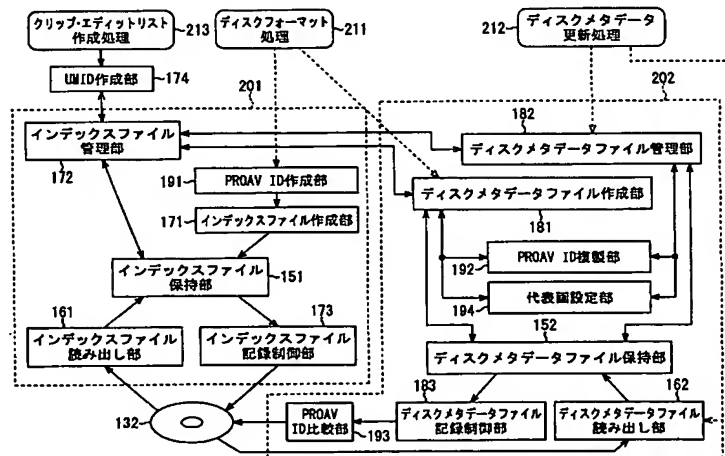 クリップ・エディットリスト
作成処理
213
ディスクフォーマット
処理
211
212
ディスクメタデータ
更新処理
UMID作成部
174
201
202
182
インデックスファイル
管理部
172
ディスクメタデータファイル管理部
191
PROAV ID作成部
ディスクメタデータファイル作成部
181
171
インデックスファイル作成部
192
PROAV ID複製部
インデックスファイル
保持部
151
194
代表画設定部
161
173
152
インデックスファイル
読み出し部
インデックスファイル
記録制御部
ディスクメタデータファイル保持部
183
162
132
PROAV
ID比較部
193
ディスクメタデータファイル
記録制御部
ディスクメタデータファイル
読み出し部